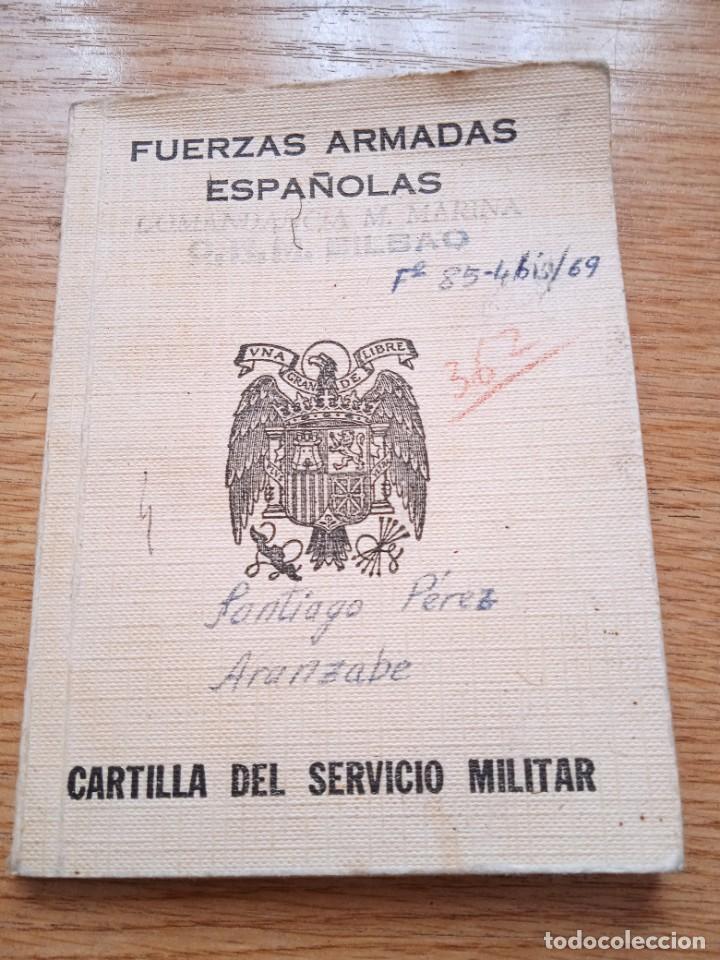 FUERZAS ARMADAS
ESPAÑOLAS
COMANDANCIA M. MARINA
BILBAO
Fº 85-4bis/69
362
VNA GRANDE LIBRE
Santiago Pérez
Aranzabe
CARTILLA DEL SERVICIO MILITAR
todocoleccion